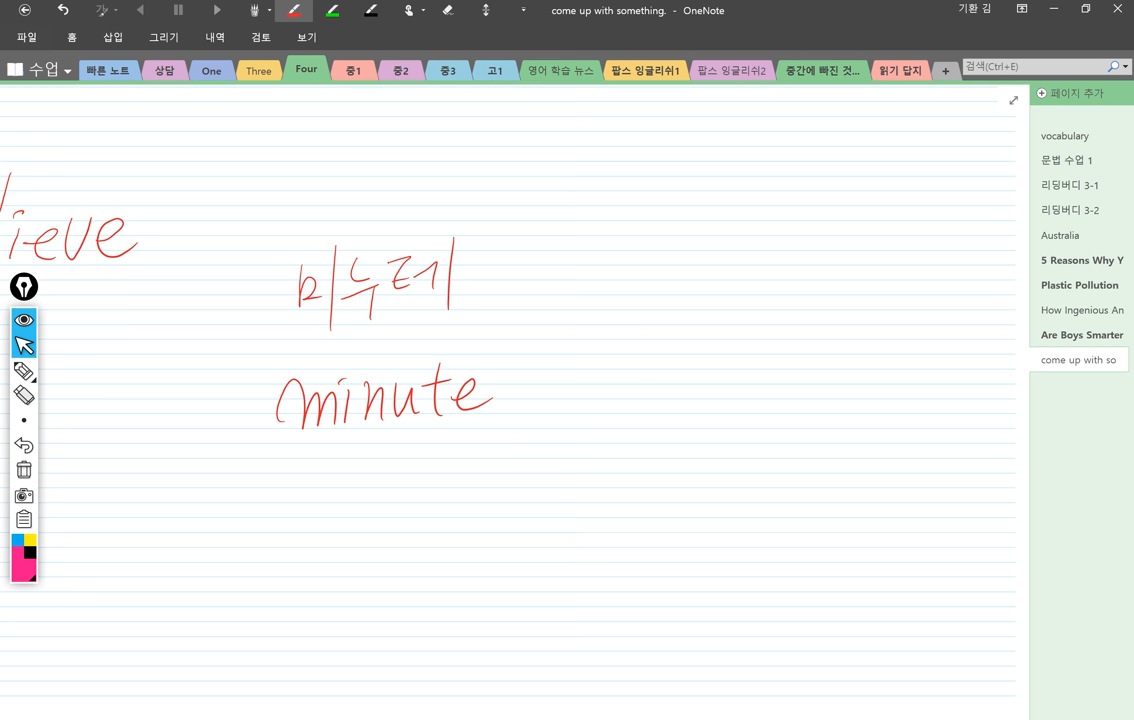 come up with something. - OneNote
기환 김
파일 홈 삽입 그리기 내역 검토 보기
수업 빠른 노트 상담 One Three Four 중1 중2 중3 고1 영어 학습 뉴스 팝스 잉글리쉬1 팝스 잉글리쉬2 중간에 빠진 것... 읽기 답지 + 검색(Ctrl+E)
페이지 추가
vocabulary
문법 수업 1
리딩버디 3-1
리딩버디 3-2
Australia
5 Reasons Why Y
Plastic Pollution
How Ingenious An
Are Boys Smarter
come up with so
ieve
minute